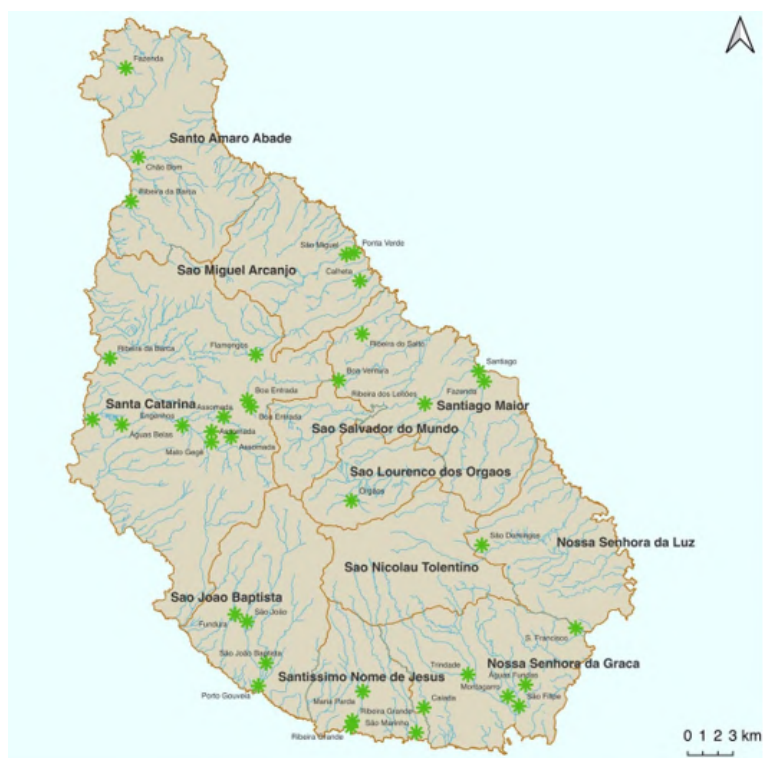 Fazenda
Santo Amaro Abade
Chão Bom
Ribeira da Barca
São Miguel
Ponta Verde
Sao Miguel Arcanjo
Calheta
Ribeira do Salto
Ribeira da Barca
Flamengos
Santiago
Boa Ventura
Fazenda
Boa Entrada
Ribeira dos Leitões
Santa Catarina
Santiago Maior
Assomada
Boa Entrada
Engenhos
Sao Salvador do Mundo
Assomada
Águas Belas
Assomada
Mato Gegê
Sao Lourenco dos Orgaos
Orgãos
São Domingos
Nossa Senhora da Luz
Sao Nicolau Tolentino
Sao Joao Baptista
São João
Fundura
S. Francisco
São João Baptista
Trindade
Nossa Senhora da Graca
Santissimo Nome de Jesus
Águas Fundas
Montagarro
Porto Gouveia
São Filipe
Maria Parda
Caiada
Ribeira Grande
São Martinho
Ribeira Grande
0 1 2 3 km